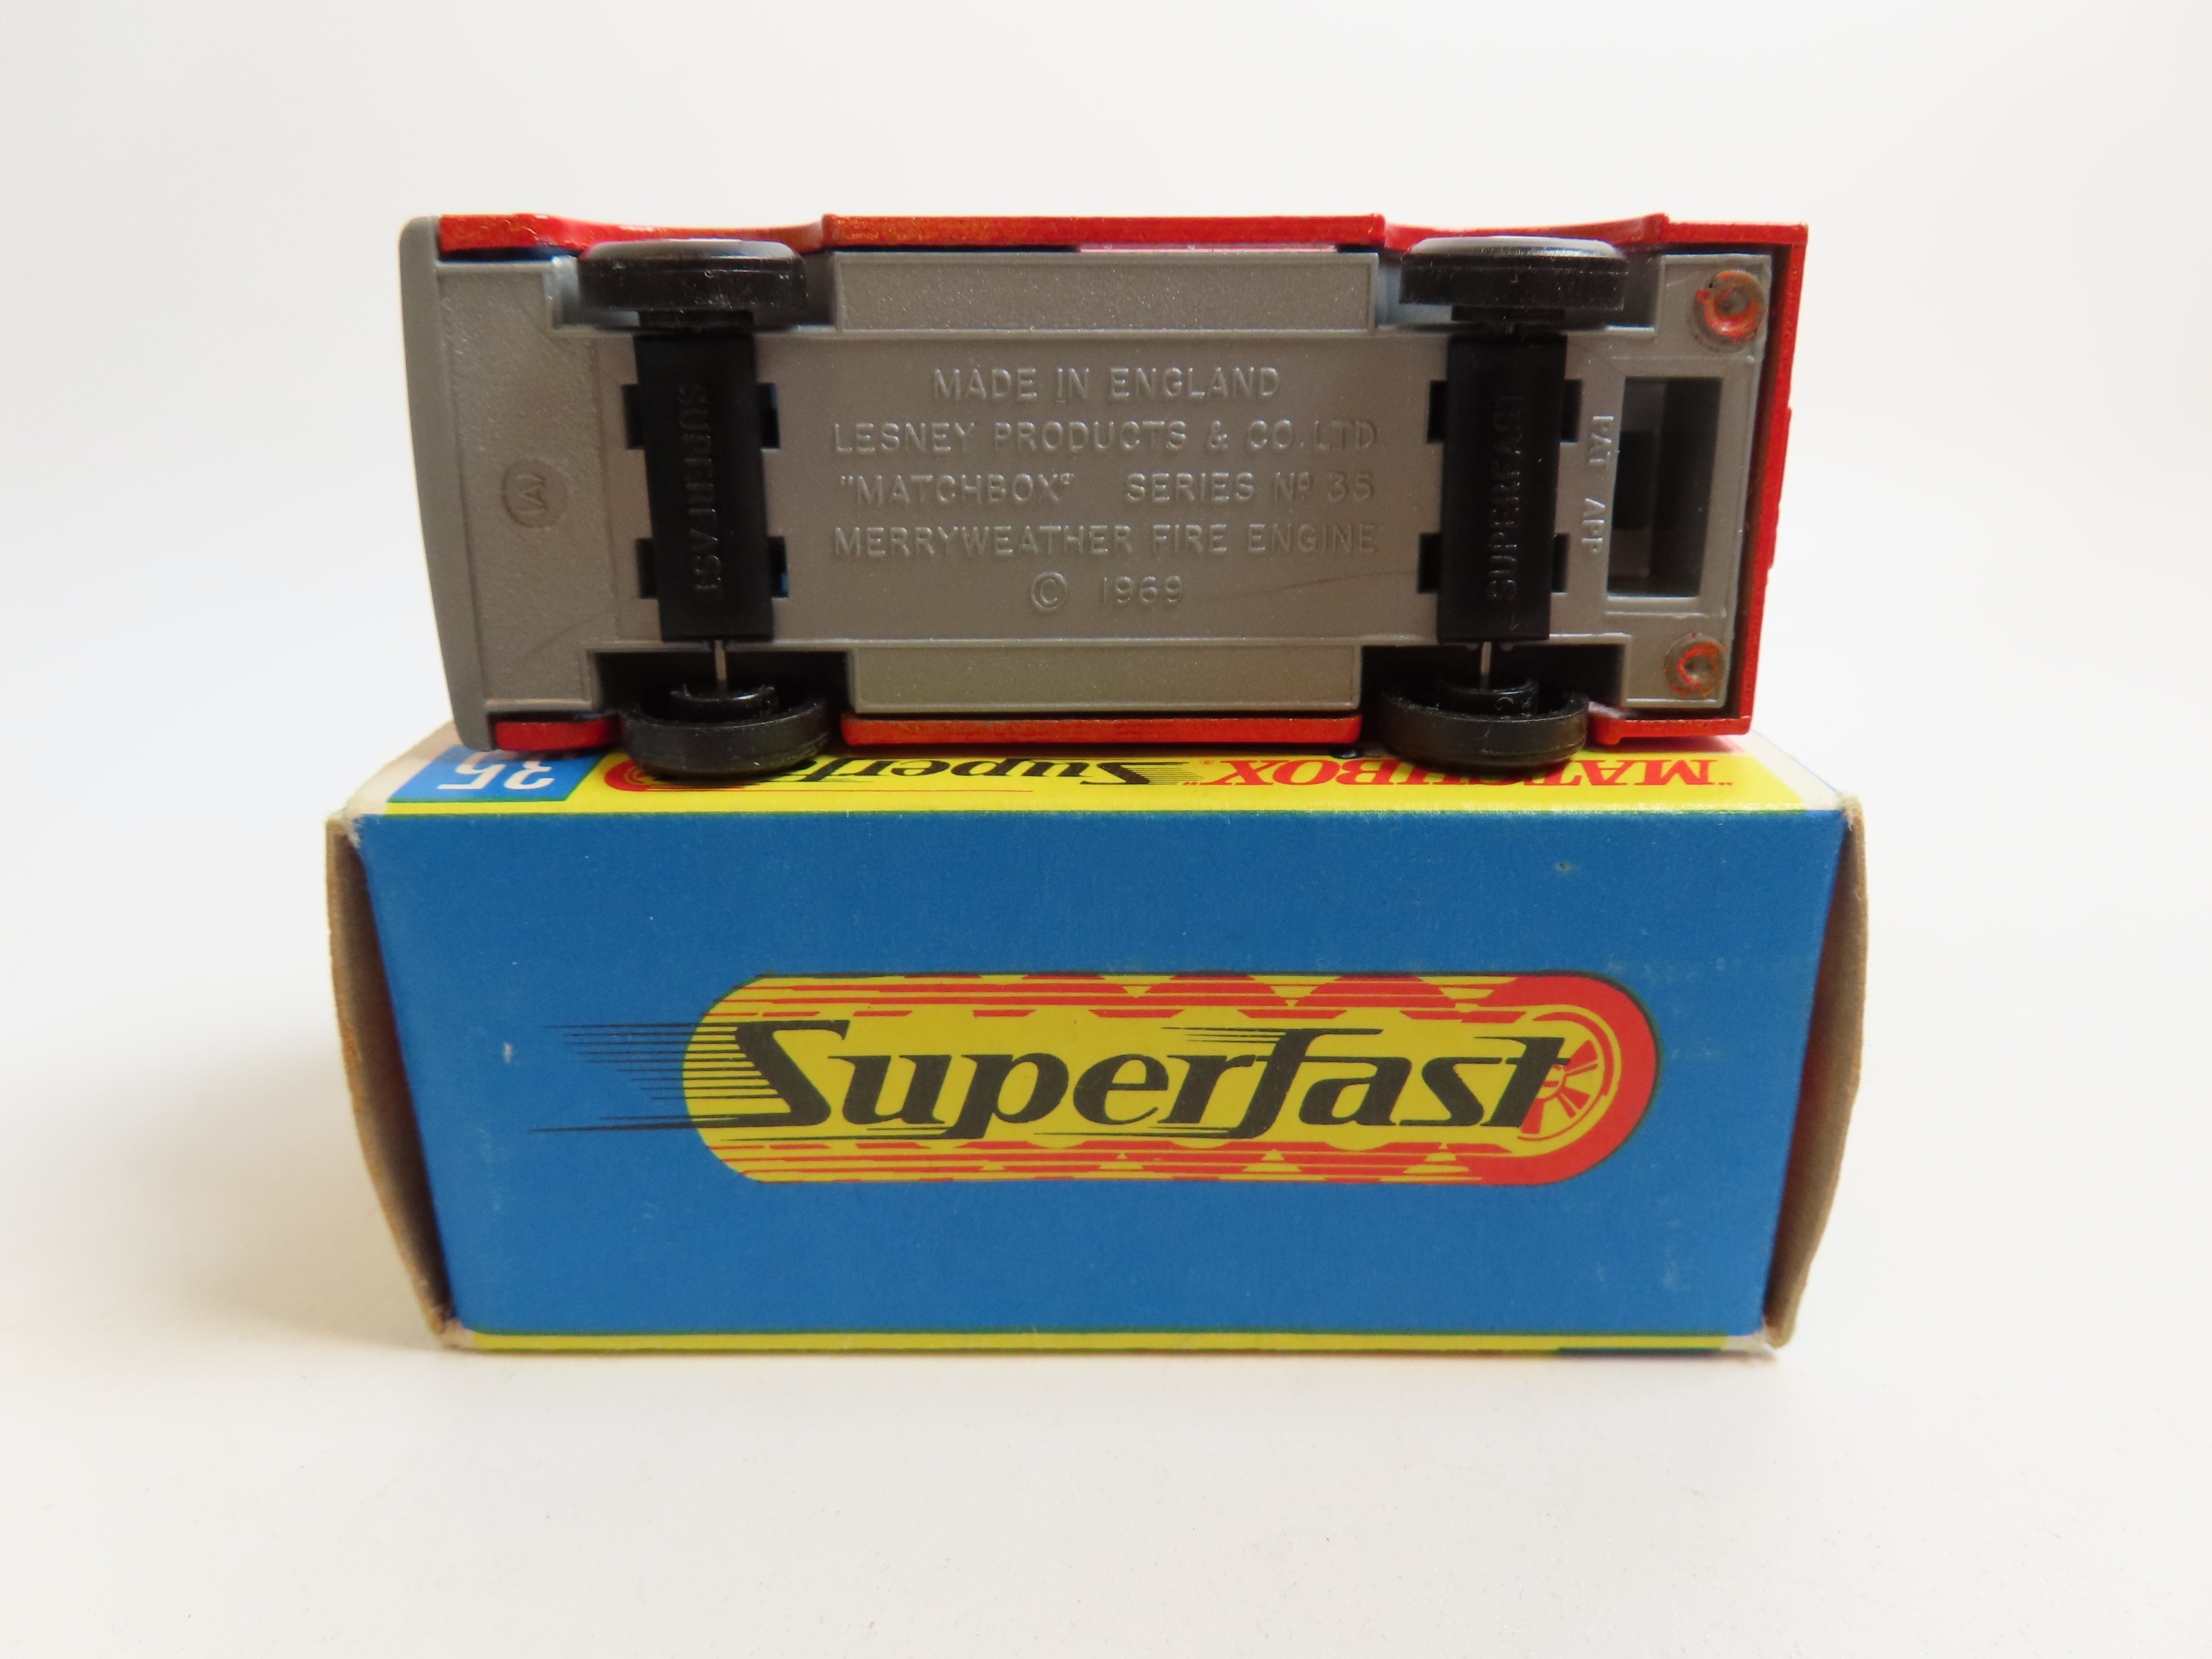 MADE IN ENGLAND
LESNEY PRODUCTS & CO. LTD
"MATCHBOX" SERIES Nº 35
MERRYWEATHER FIRE ENGINE
© 1969
SUPERFAST
SUPERFAST
PAT APP
"MATCHBOX" Superfast
35
Superfast